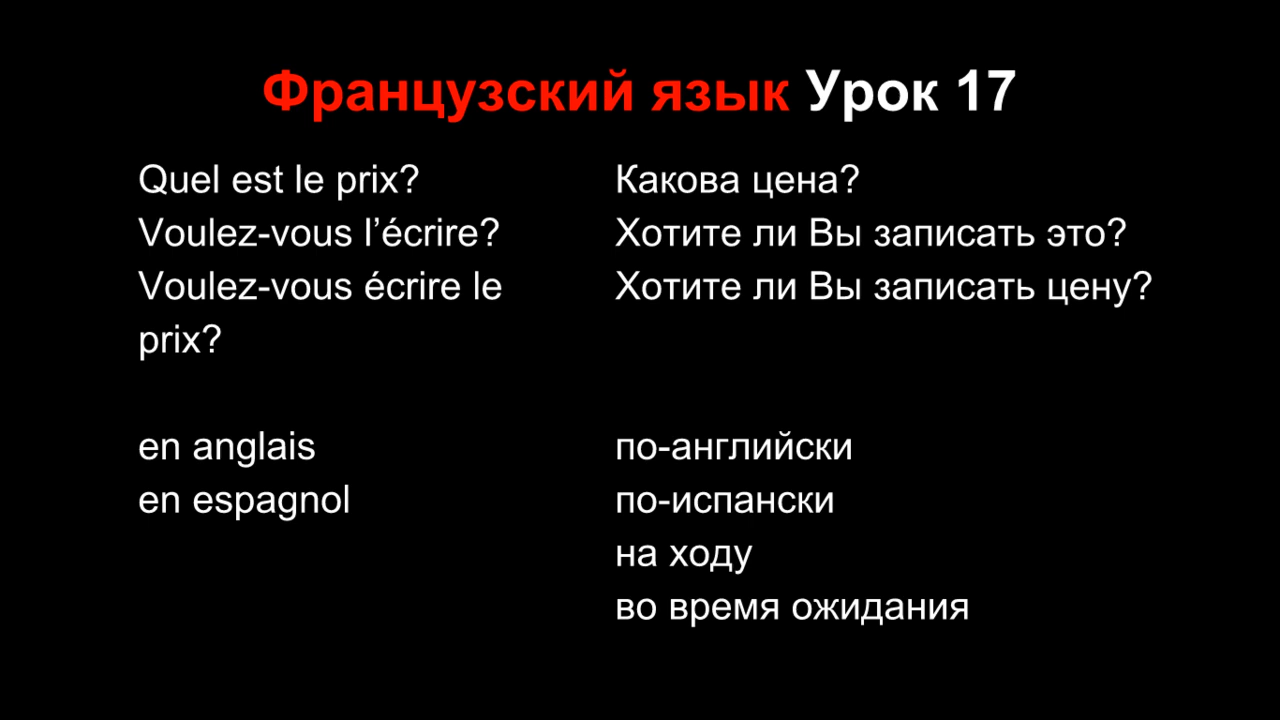 Французский язык Урок 17
Quel est le prix? Какова цена?
Voulez-vous l’écrire? Хотите ли Вы записать это?
Voulez-vous écrire le Хотите ли Вы записать цену?
prix?
en anglais по-английски
en espagnol по-испански
на ходу
во время ожидания